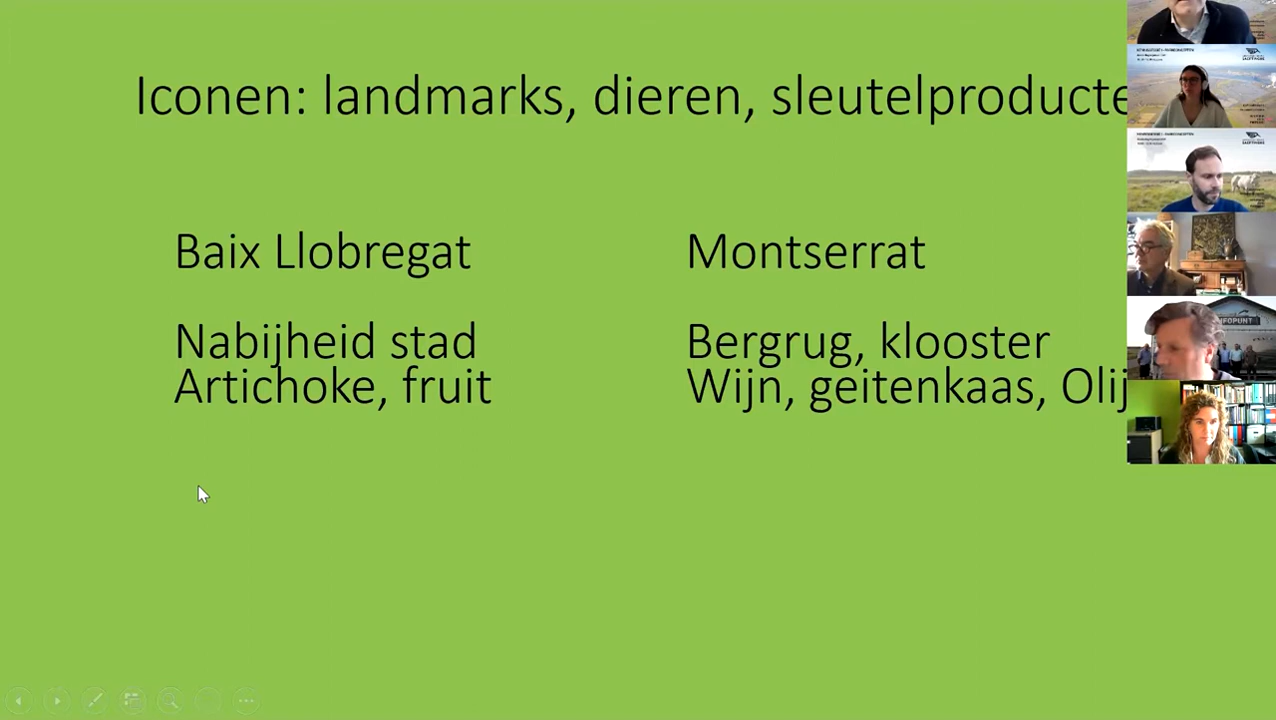 Iconen: landmarks, dieren, sleutelproducte
Baix Llobregat
Montserrat
Nabijheid stad
Artichoke, fruit
Bergrug, klooster
Wijn, geitenkaas, Olij